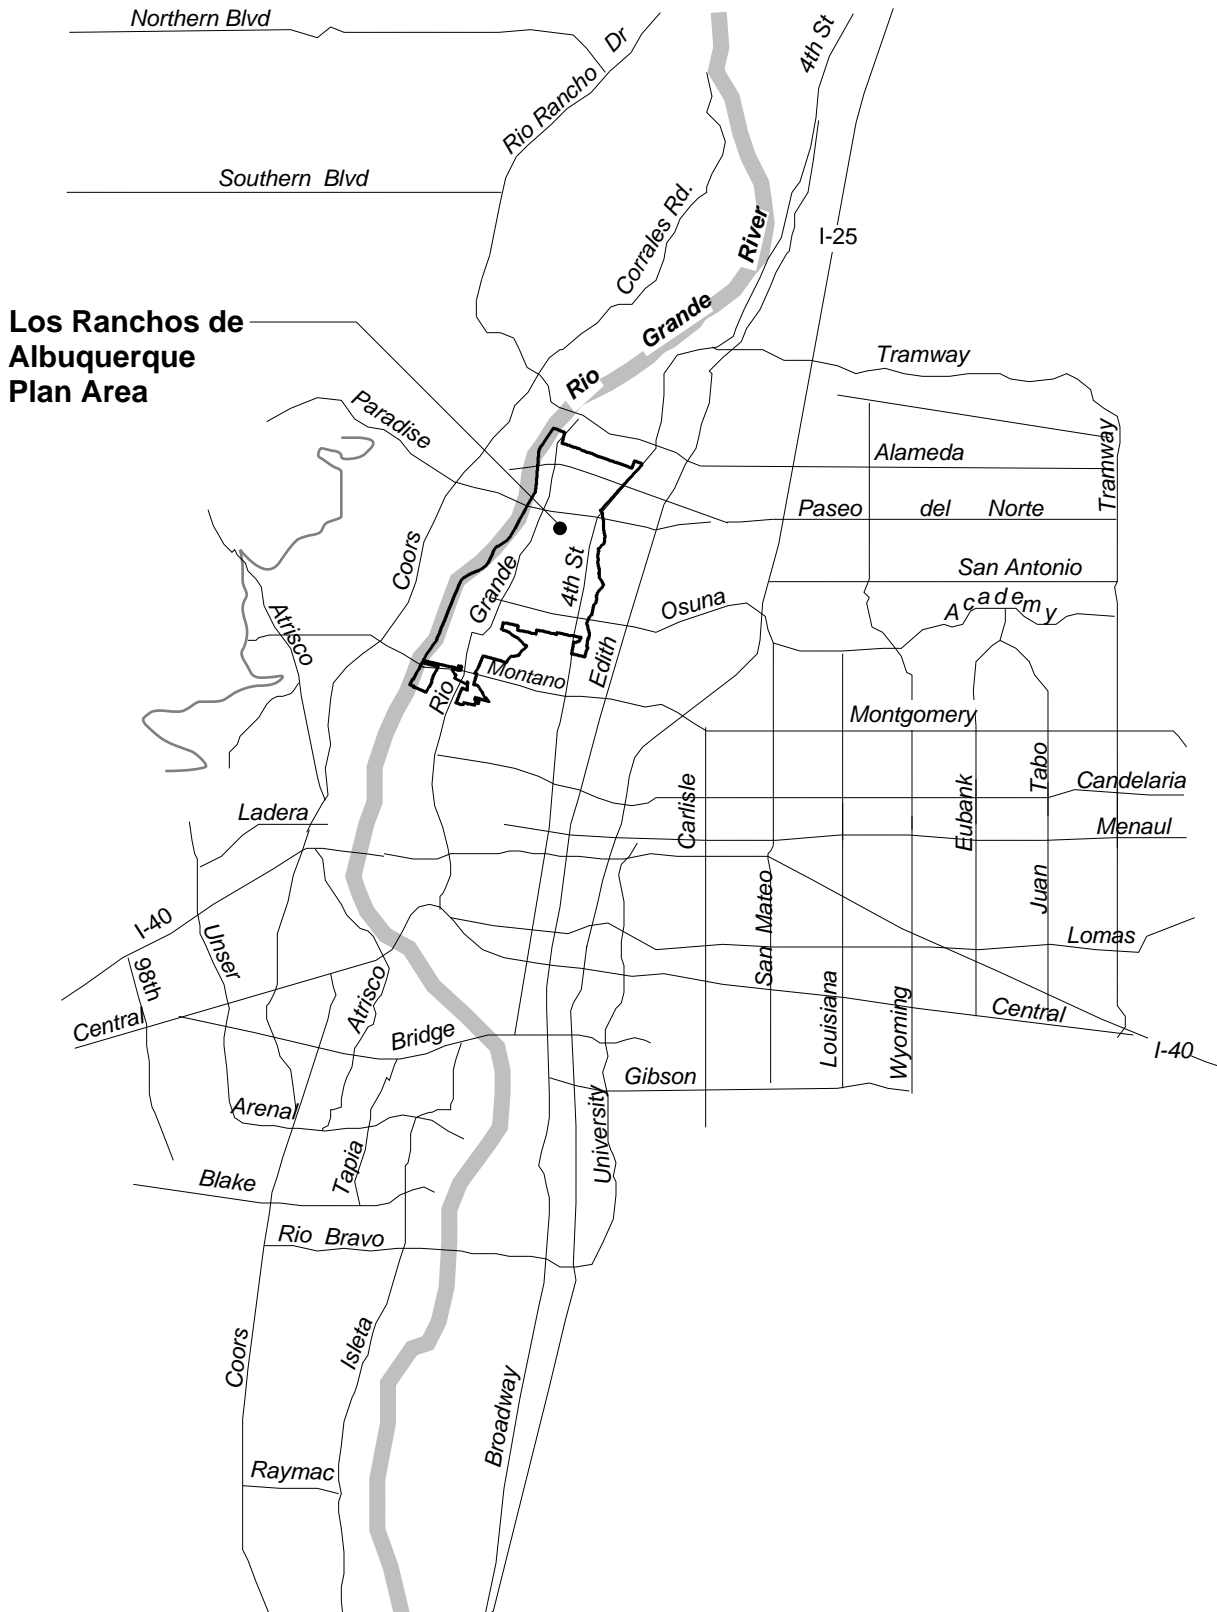 Northern Blvd
Rio Rancho Dr
4th St
Southern Blvd
Corrales Rd.
I-25
Rio Grande River
Los Ranchos de
Albuquerque
Plan Area
Tramway
Paradise
Alameda
Tramway
Paseo del Norte
Coors
Grande
4th St
San Antonio
Academy
Osuna
Atrisco
Edith
Montano
Rio
Montgomery
Carlisle
Eubank
Tabo
Candelaria
Ladera
Menaul
Juan
San Mateo
I-40
Unser
98th
Lomas
Atrisco
Louisiana
Wyoming
Central
Central
Bridge
I-40
Gibson
University
Arenal
Tapia
Blake
Rio Bravo
Isleta
Coors
Broadway
Raymac